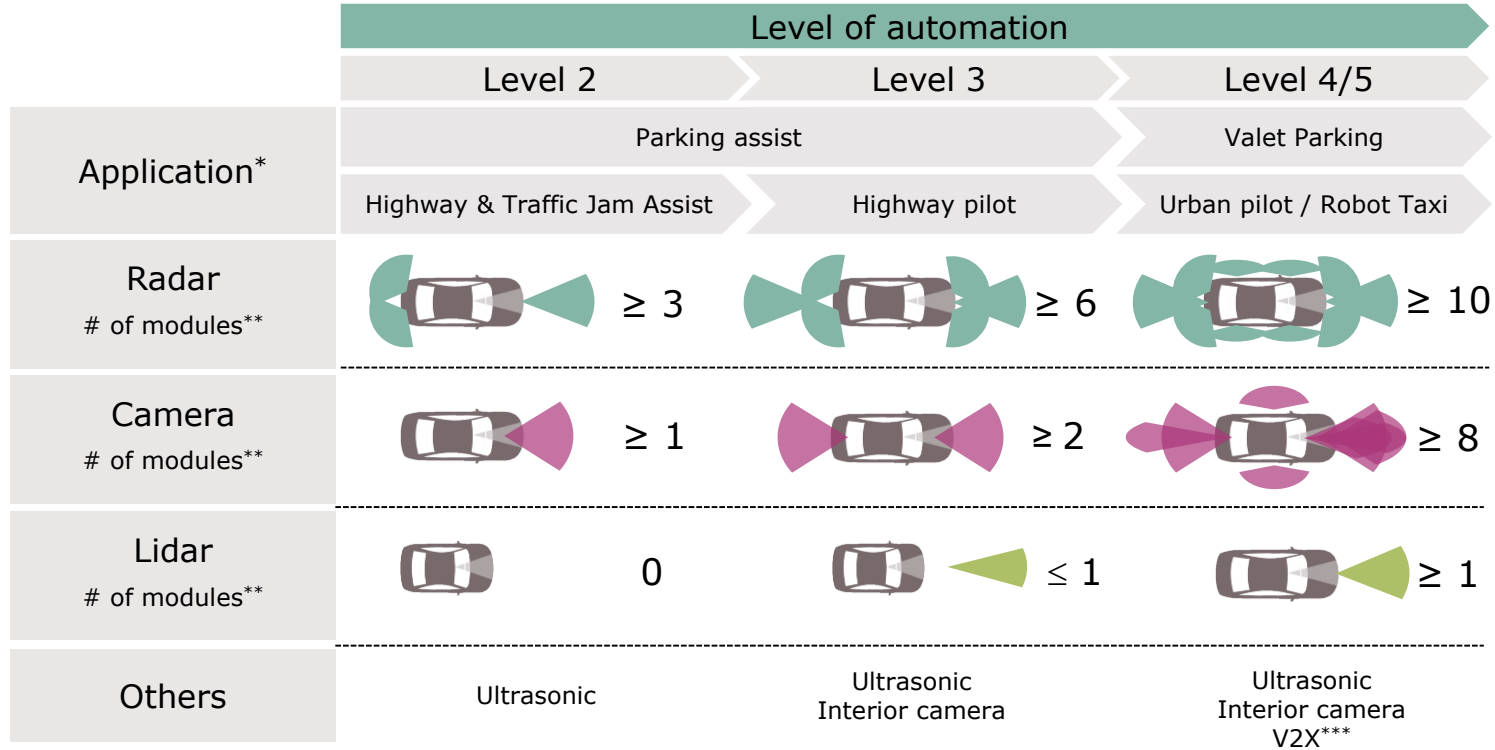 Level of automation
Level 2
Level 3
Level 4/5
Application*
Parking assist
Valet Parking
Highway & Traffic Jam Assist
Highway pilot
Urban pilot / Robot Taxi
Radar
# of modules**
≥ 3
≥ 6
≥ 10
Camera
# of modules**
≥ 1
≥ 2
≥ 8
Lidar
# of modules**
0
≤ 1
≥ 1
Others
Ultrasonic
Ultrasonic
Interior camera
Ultrasonic
Interior camera
V2X***